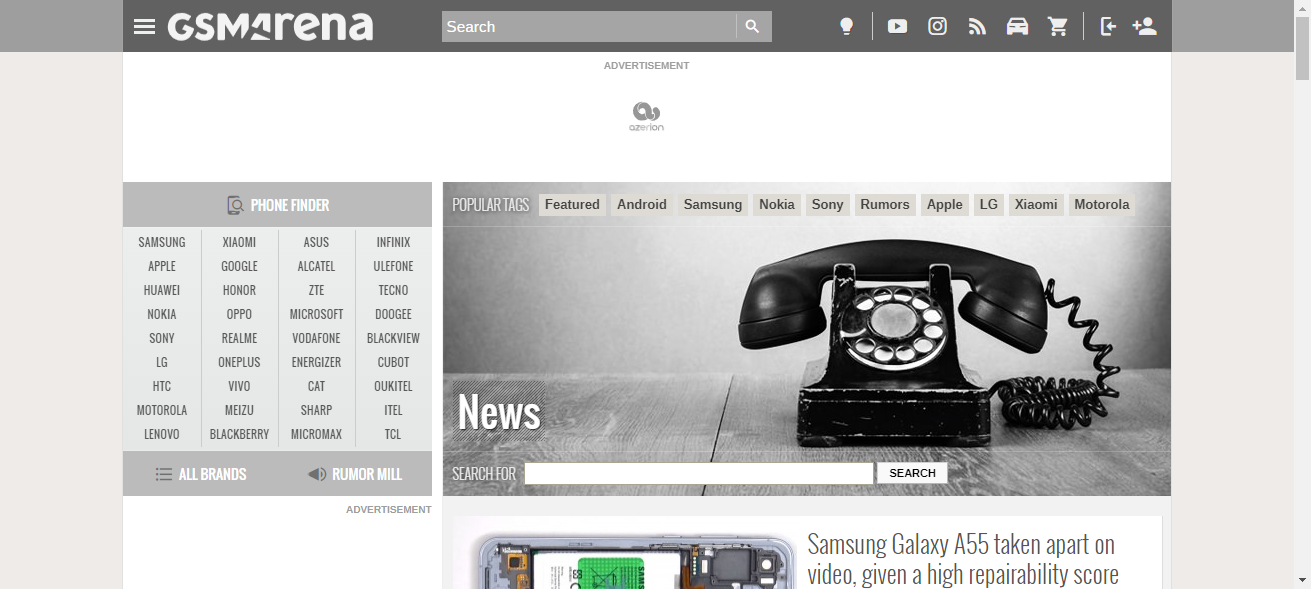 GSMArena
Search
ADVERTISEMENT
azerion
PHONE FINDER
SAMSUNG XIAOMI ASUS INFINIX
APPLE GOOGLE ALCATEL ULEFONE
HUAWEI HONOR ZTE TECNO
NOKIA OPPO MICROSOFT DOOGEE
SONY REALME VODAFONE BLACKVIEW
LG ONEPLUS ENERGIZER CUBOT
HTC VIVO CAT OUKITEL
MOTOROLA MEIZU SHARP ITEL
LENOVO BLACKBERRY MICROMAX TCL
ALL BRANDS RUMOR MILL
ADVERTISEMENT
POPULAR TAGS Featured Android Samsung Nokia Sony Rumors Apple LG Xiaomi Motorola
News
SEARCH FOR SEARCH
SAMS
Samsung Galaxy A55 taken apart on
video, given a high repairability score